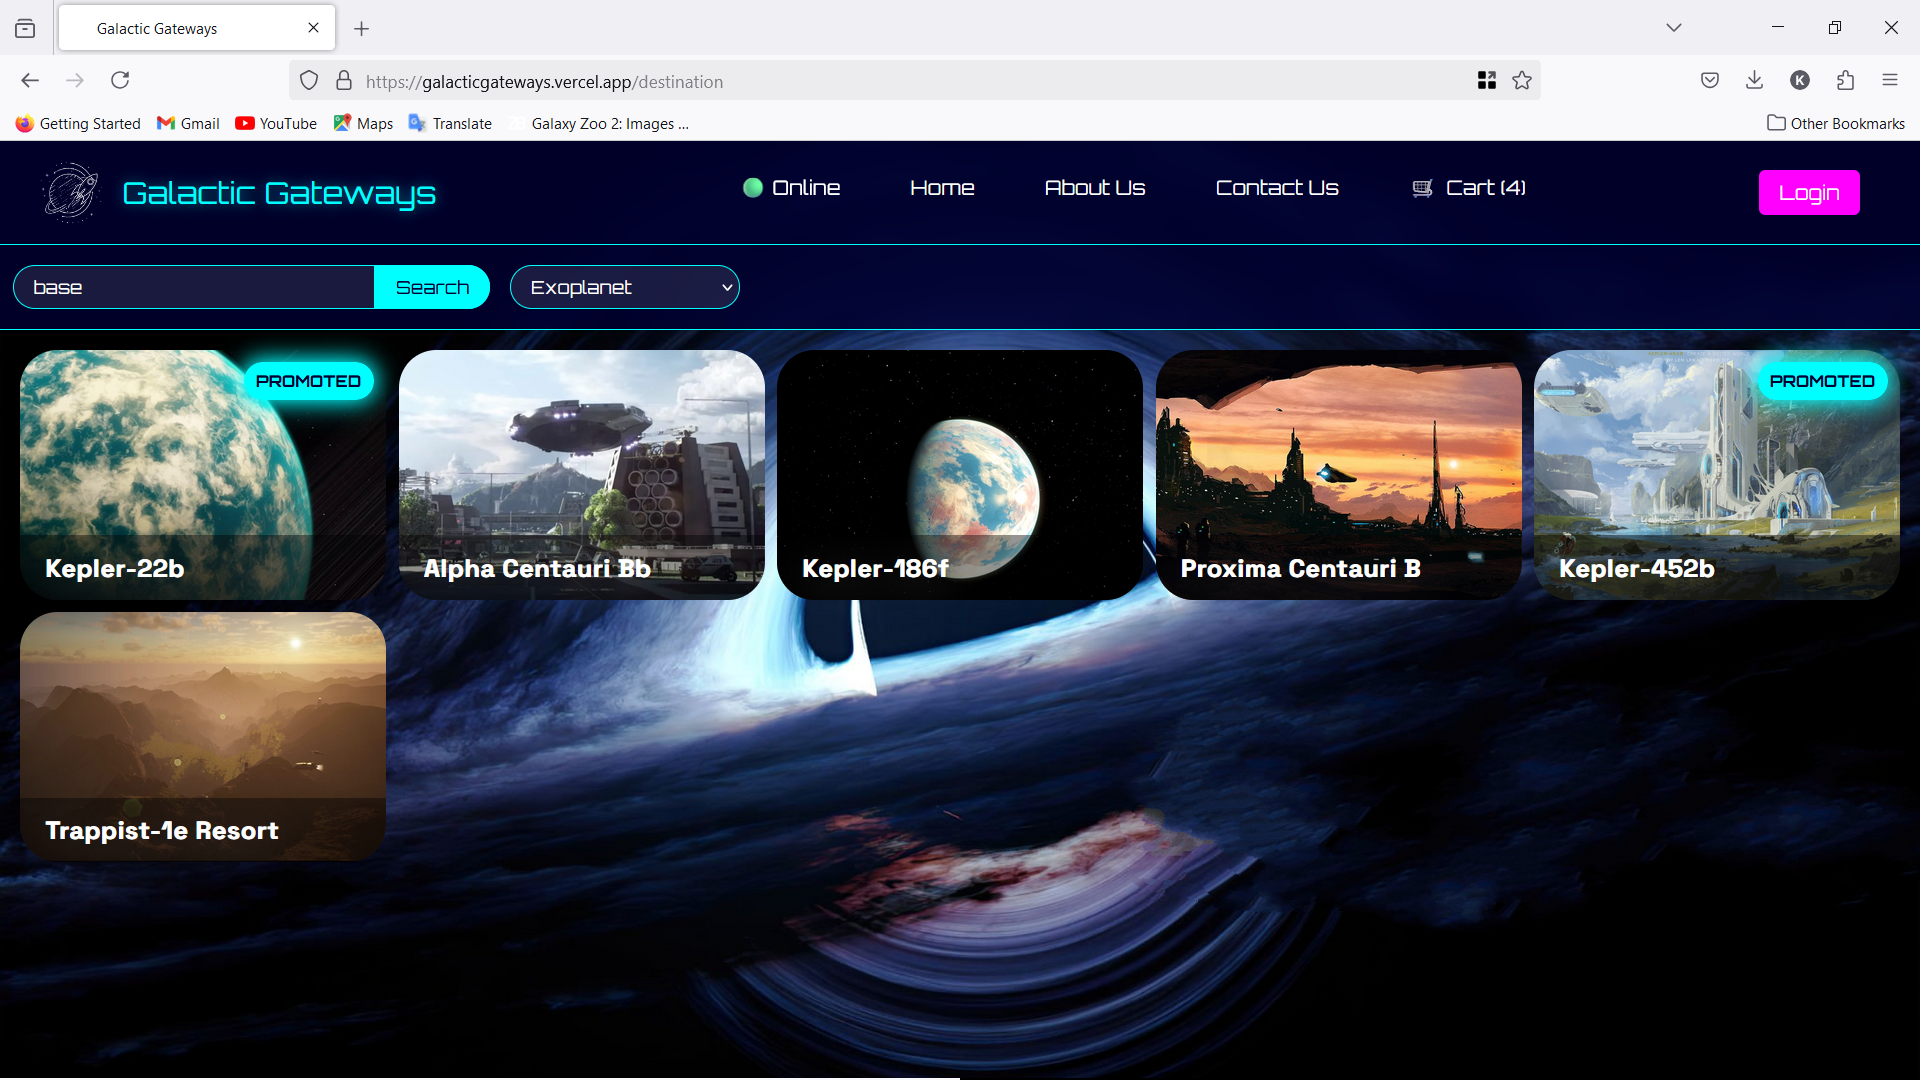 Galactic Gateways
https://galacticgateways.vercel.app/destination
K
Getting Started
Gmail
YouTube
Maps
Translate
Galaxy Zoo 2: Images ...
Other Bookmarks
Galactic Gateways
Online
Home
About Us
Contact Us
Cart (4)
Login
base
Search
Exoplanet
PROMOTED
PROMOTED
Kepler-22b
Alpha Centauri Bb
Kepler-186f
Proxima Centauri B
Kepler-452b
Trappist-1e Resort